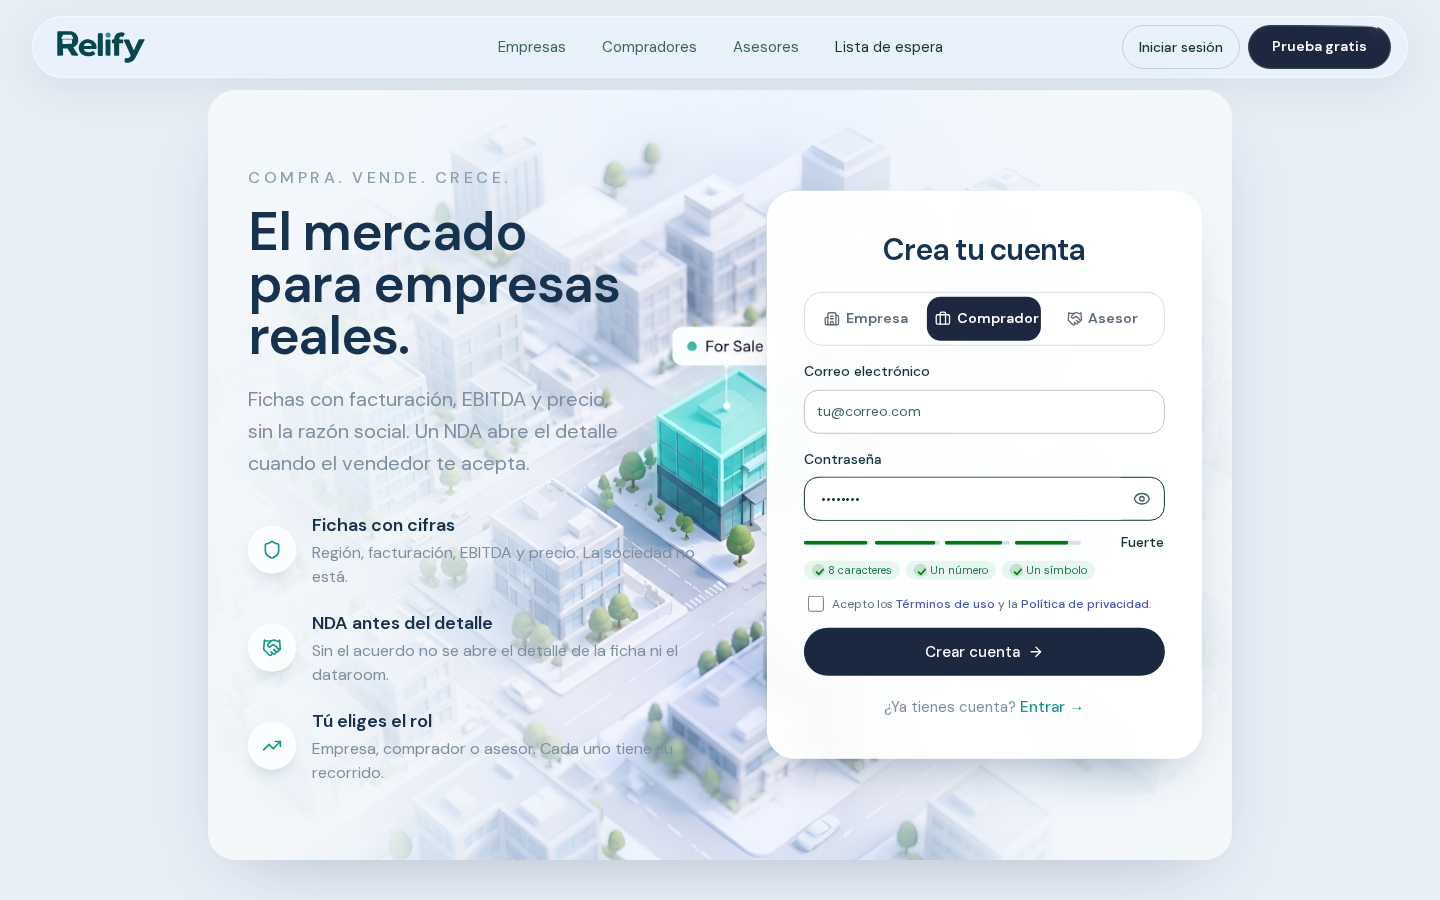 Relify
Empresas
Compradores
Asesores
Lista de espera
Iniciar sesión
Prueba gratis
COMPRA. VENDE. CRECE.
El mercado
para empresas
reales.
Fichas con facturación, EBITDA y precio,
sin la razón social. Un NDA abre el detalle
cuando el vendedor te acepta.
Fichas con cifras
Región, facturación, EBITDA y precio. La sociedad no
está.
NDA antes del detalle
Sin el acuerdo no se abre el detalle de la ficha ni el
dataroom.
Tú eliges el rol
Empresa, comprador o asesor. Cada uno tiene su
recorrido.
For Sale
Crea tu cuenta
Empresa
Comprador
Asesor
Correo electrónico
tu@correo.com
Contraseña
••••••••
Fuerte
8 caracteres
Un número
Un símbolo
Acepto los Términos de uso y la Política de privacidad.
Crear cuenta →
¿Ya tienes cuenta? Entrar →